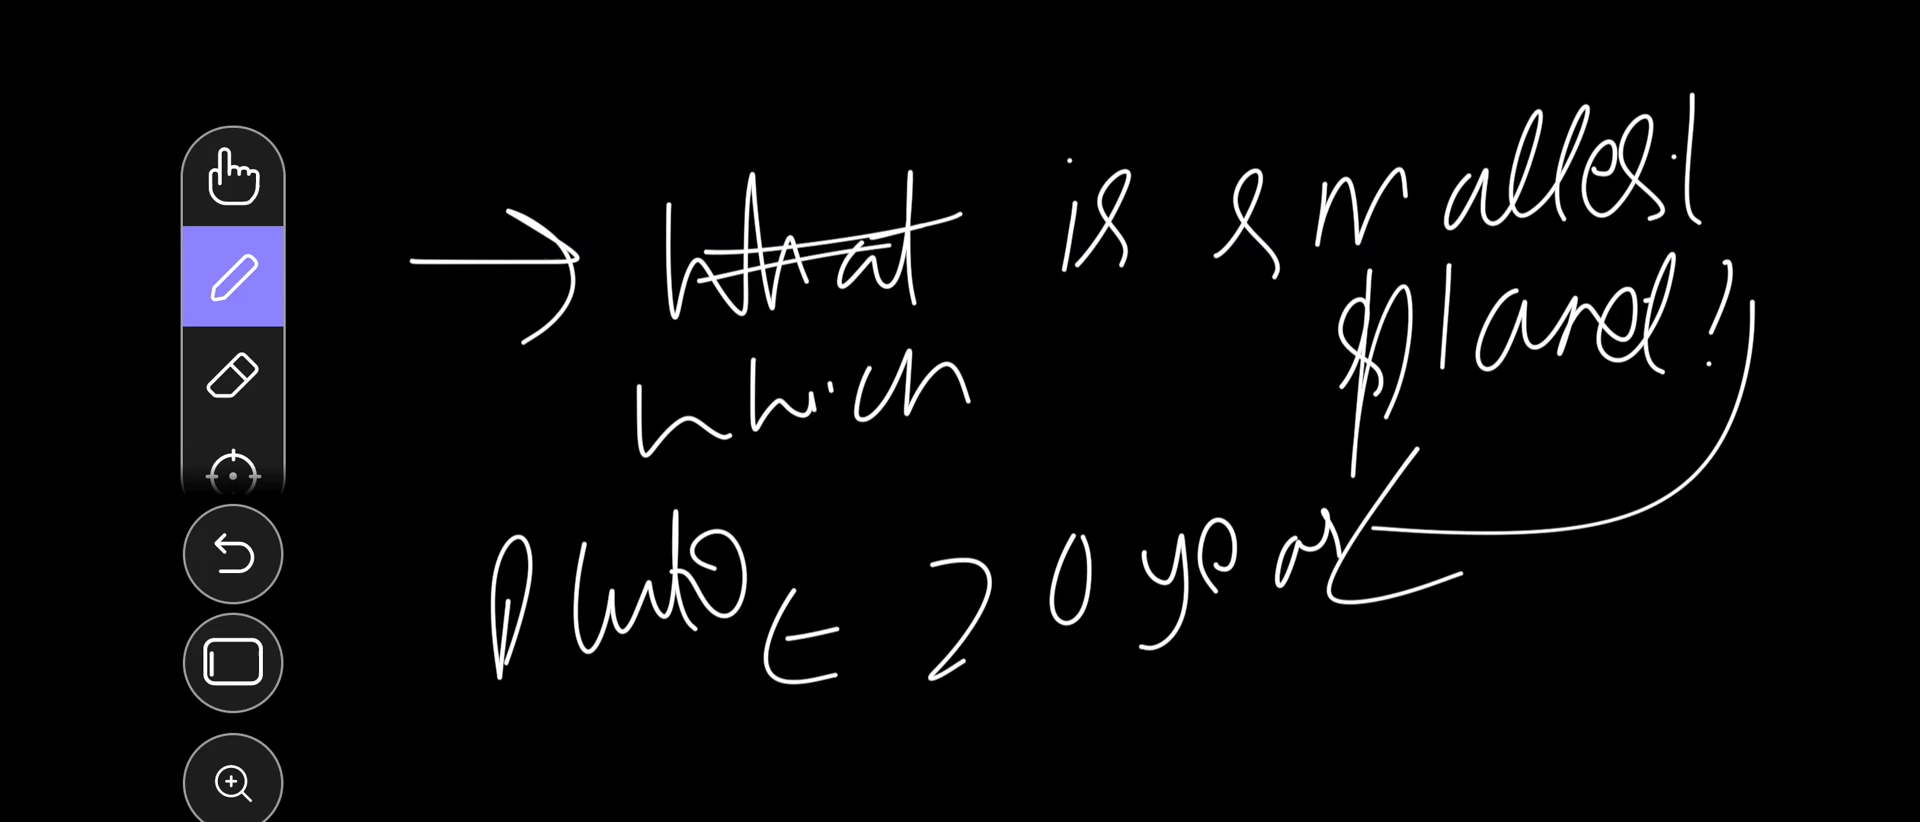 → ~~What~~ is smallest
which planet?
Pluto 20 year